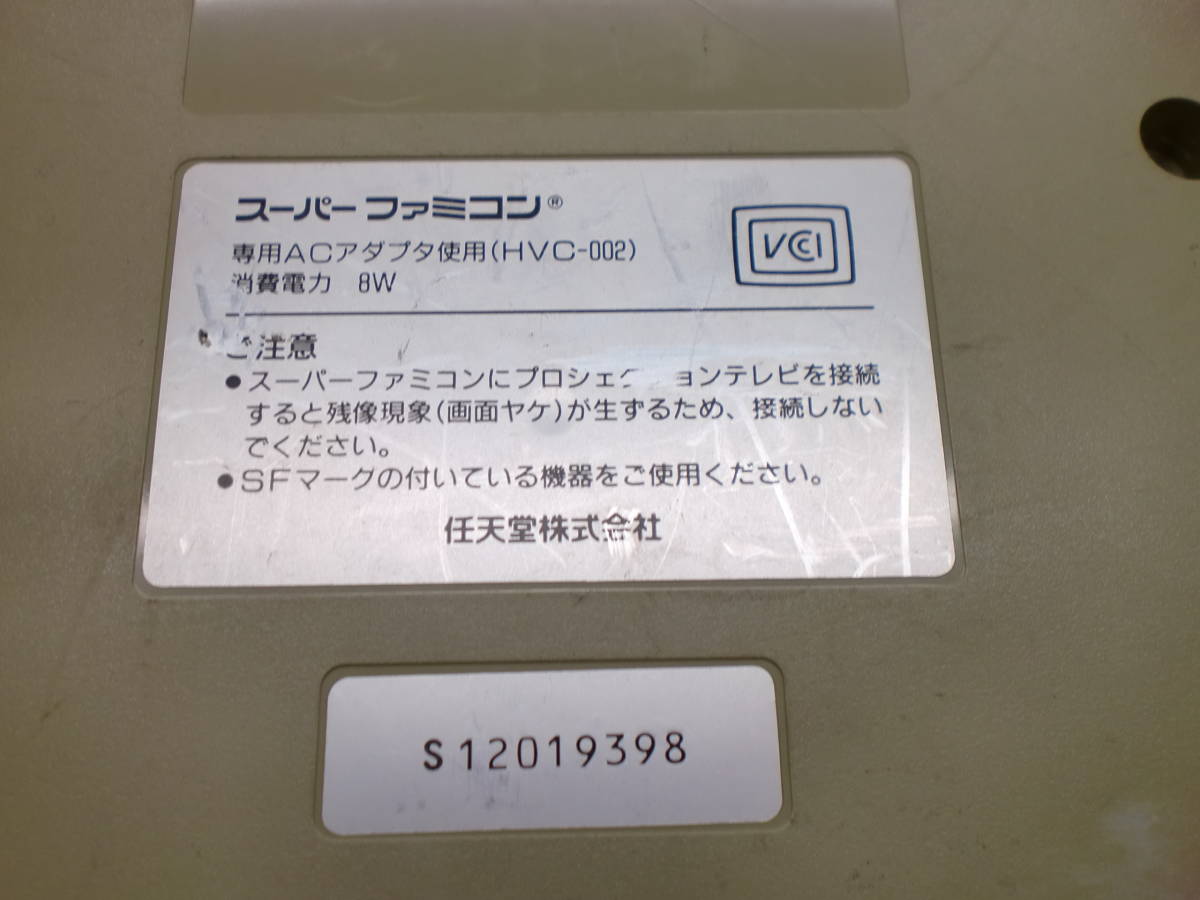 スーパーファミコン®
専用ACアダプタ使用(HVC-002)
消費電力 8W
VCCI
ご注意
●スーパーファミコンにプロジェクションテレビを接続
すると残像現象(画面ヤケ)が生ずるため、接続しない
でください。
●SFマークの付いている機器をご使用ください。
任天堂株式会社
S12019398